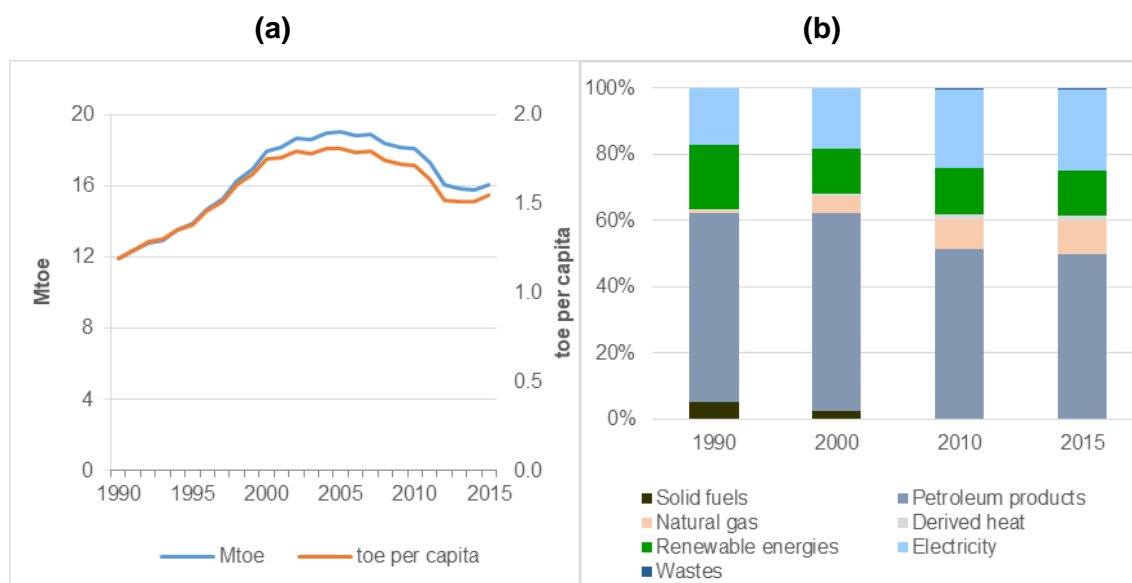 (a)
(b)
20
16
12
8
4
0
Mtoe
2.0
1.5
1.0
0.5
0.0
toe per capita
1990 1995 2000 2005 2010 2015
Mtoe toe per capita
100%
80%
60%
40%
20%
0%
1990 2000 2010 2015
Solid fuels Petroleum products
Natural gas Derived heat
Renewable energies Electricity
Wastes